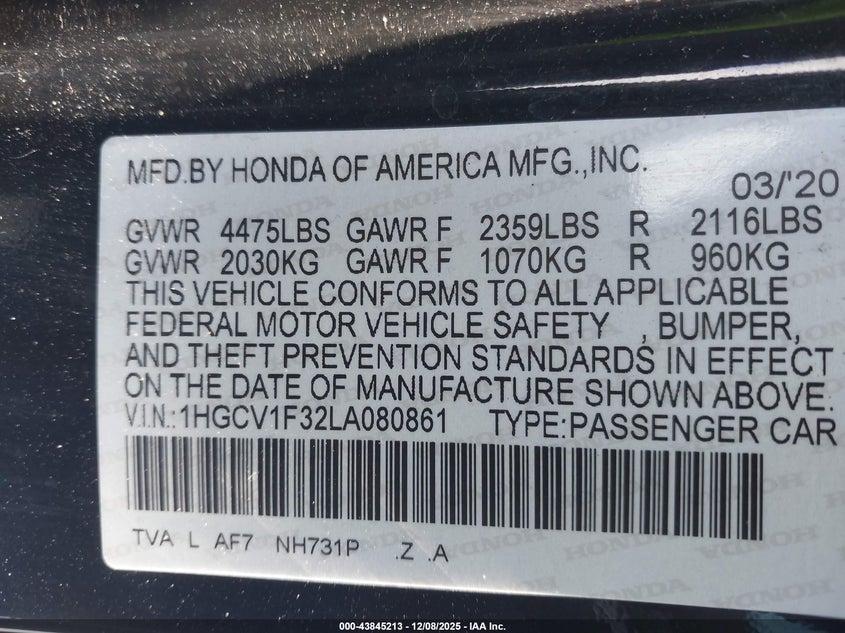 MFD.BY HONDA OF AMERICA MFG.,INC.
03/'20
GVWR 4475LBS GAWR F 2359LBS R 2116LBS
GVWR 2030KG GAWR F 1070KG R 960KG
THIS VEHICLE CONFORMS TO ALL APPLICABLE
FEDERAL MOTOR VEHICLE SAFETY , BUMPER,
AND THEFT PREVENTION STANDARDS IN EFFECT
ON THE DATE OF MANUFACTURE SHOWN ABOVE.
V.I.N.:1HGCV1F32LA080861 TYPE:PASSENGER CAR
TVA L AF7 NH731P .Z .A
000-43845213 - 12/08/2025 - IAA Inc.